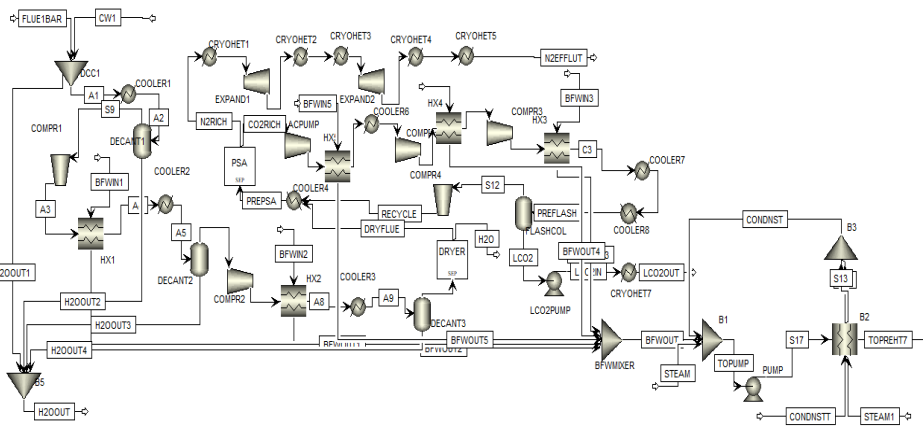 FLUE1BAR
CW1
DCC1
A1
COOLER1
S9
A2
COMPR1
DECANT1
BFWIN1
COOLER2
A3
A5
HX1
DECANT2
H2OOUT2
H2OOUT3
H2OOUT4
B5
H2OOUT
CRYOHET1
CRYOHET2
CRYOHET3
CRYOHET4
CRYOHET5
N2EFFLUT
EXPAND1
EXPAND2
BFWIN5
COOLER6
N2RICH
CO2RICH
ACPUMP
PSA
SEP
HX4
COMPR3
BFWIN3
HX3
C3
COOLER7
COMPR4
S12
COOLER4
PREPSA
RECYCLE
DRYFLUE
PREFLASH
FLASHCOL
COOLER8
LCO2
BFWOUT4
LCO2PUMP
LCO2OUT
CRYOHET7
BFWIN2
DRYER
SEP
H2O
COMPR2
HX2
COOLER3
A8
A9
DECANT3
BFWOUT5
BFWOUT2
BFWMIXER
BFWOUT
B1
STEAM
TOPUMP
PUMP
CONDNST
B3
S13
S17
B2
TOPREHT7
CONDNSTT
STEAM1